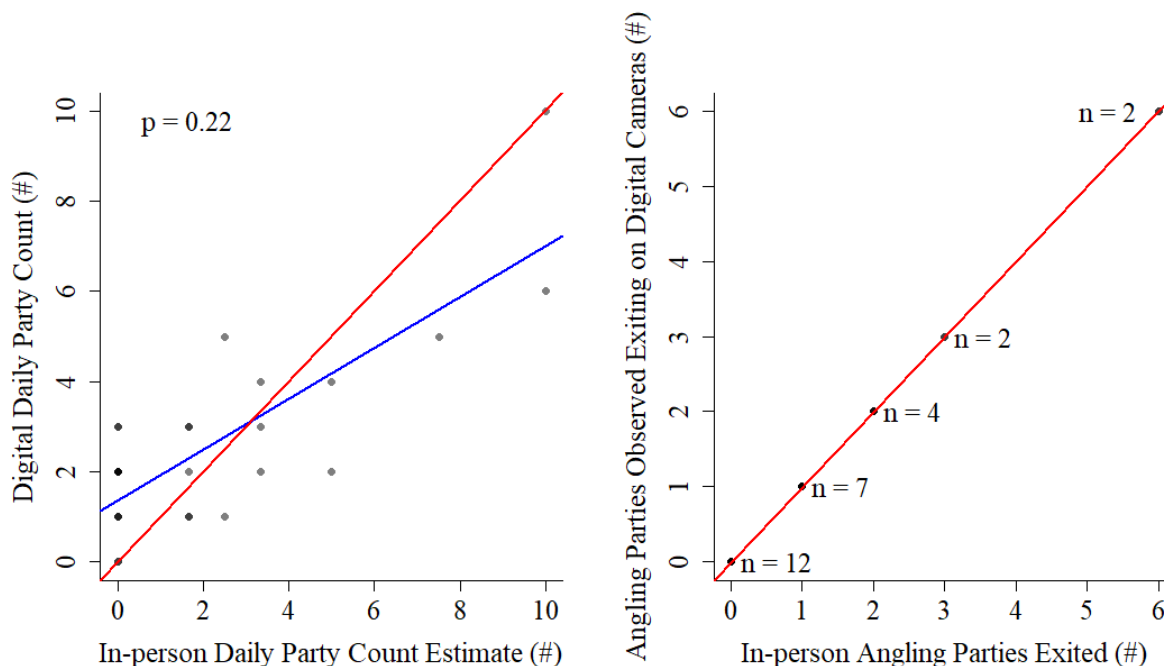 Digital Daily Party Count (#)
10
8
6
4
2
0
p = 0.22
0 2 4 6 8 10
In-person Daily Party Count Estimate (#)
Angling Parties Observed Exiting on Digital Cameras (#)
6
5
4
3
2
1
0
n = 2
n = 2
n = 4
n = 7
n = 12
0 1 2 3 4 5 6
In-person Angling Parties Exited (#)